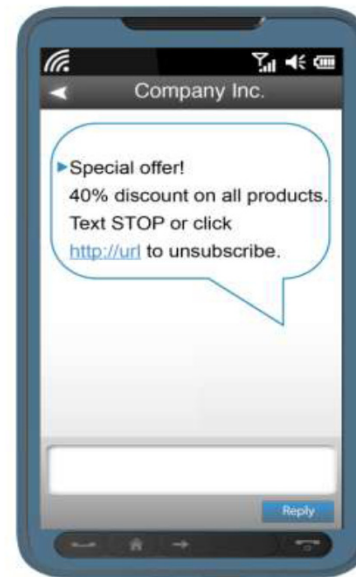 Company Inc.
Special offer!
40% discount on all products.
Text STOP or click
http://url to unsubscribe.
Reply